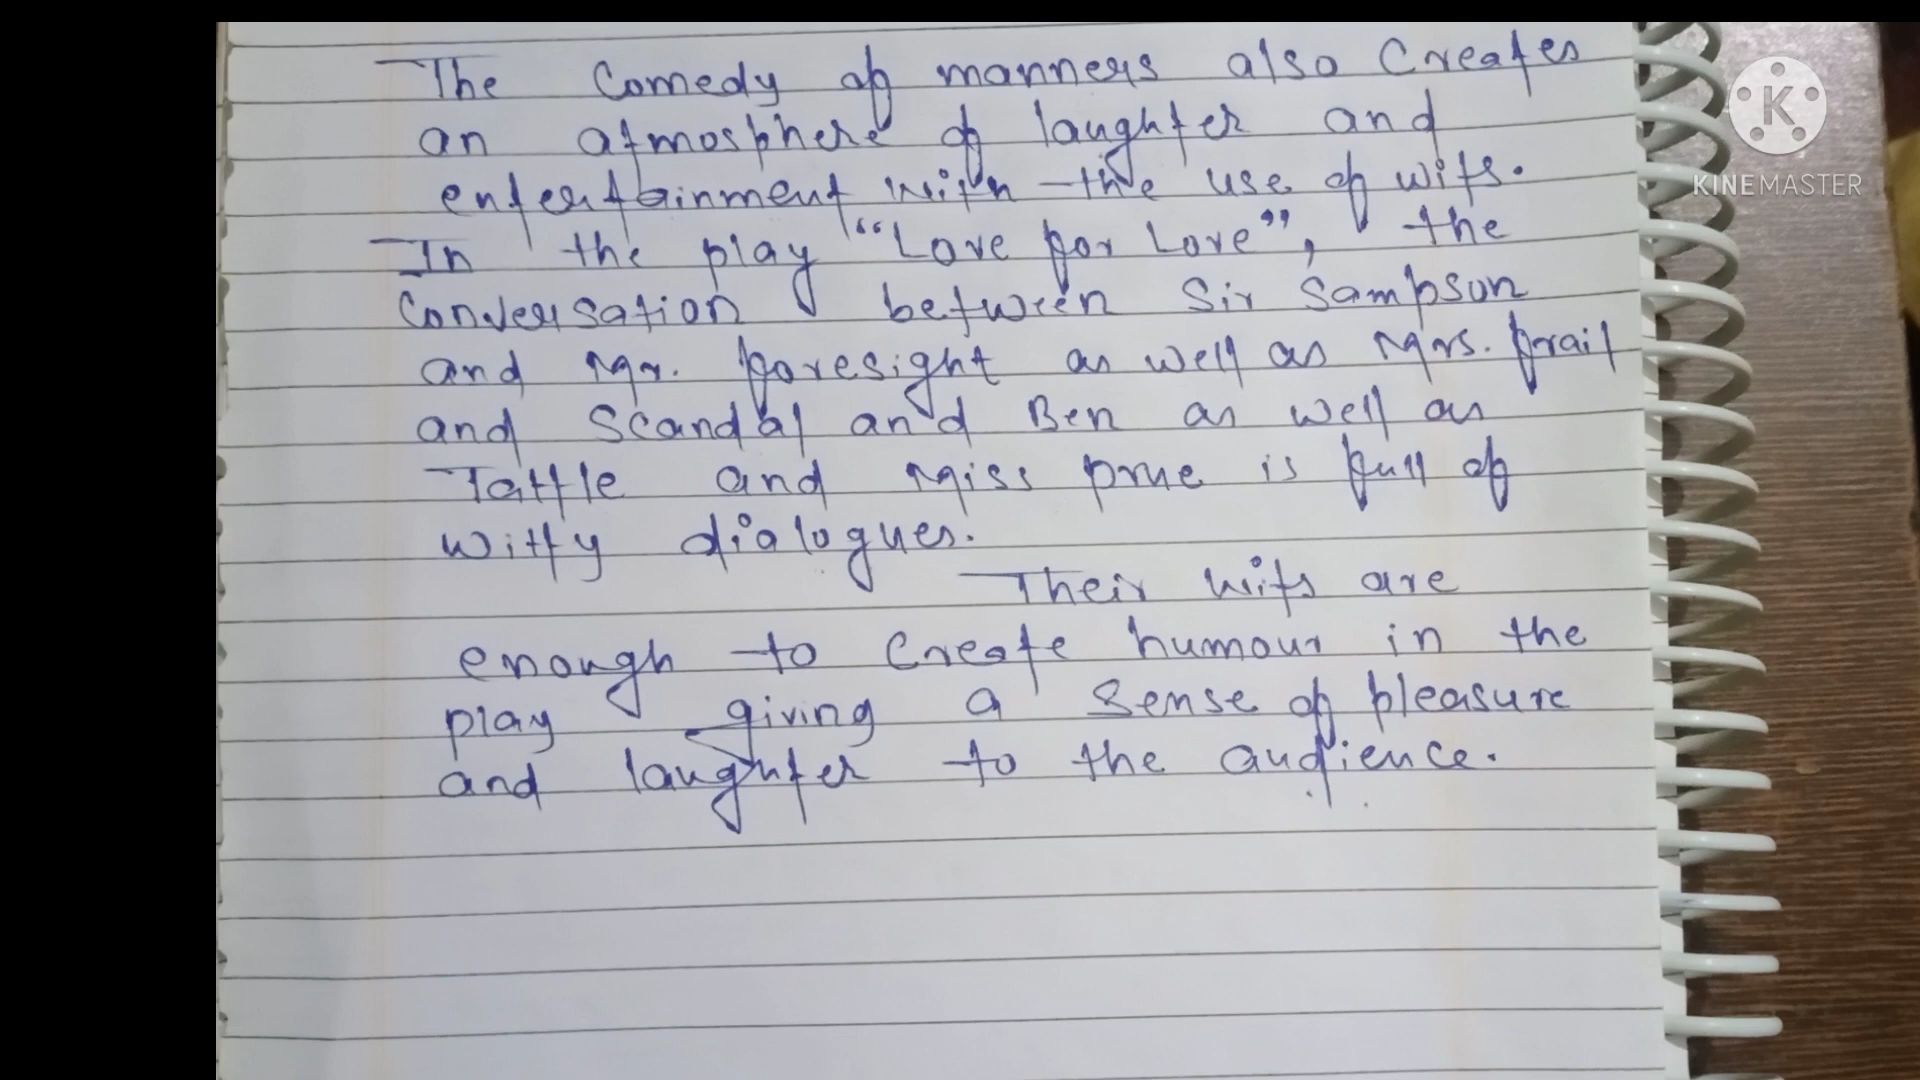 The Comedy of manners also Creates
an atmosphere of laughter and
entertainment with the use of wits.
In the play "Love for Love", the
Conversation between Sir Sampson
and Mr. foresight as well as Mrs. frail
and Scandal and Ben as well as
Tattle and Miss prue is full of
witty dialogues.
Their wits are
enough to Create humour in the
play giving a sense of pleasure
and laughter to the audience.
KINEMASTER